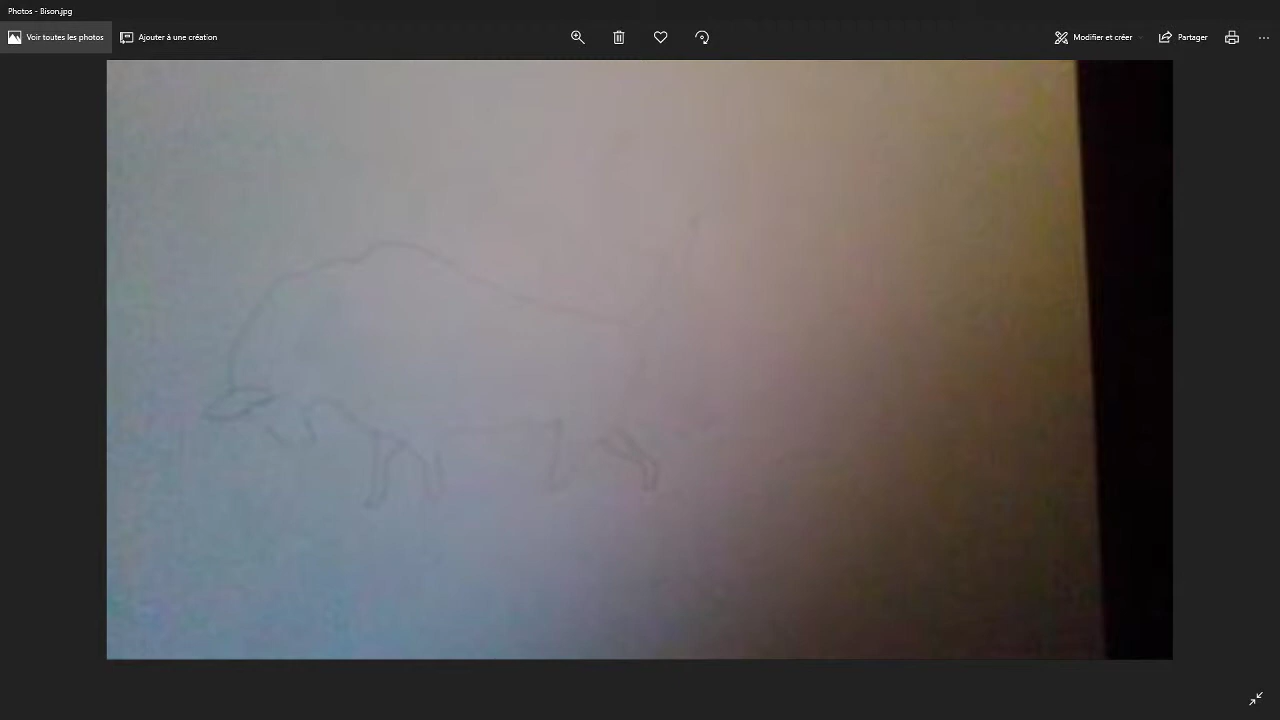 Photos - Bison.jpg
Voir toutes les photos
Ajouter à une création
Modifier et créer
Partager